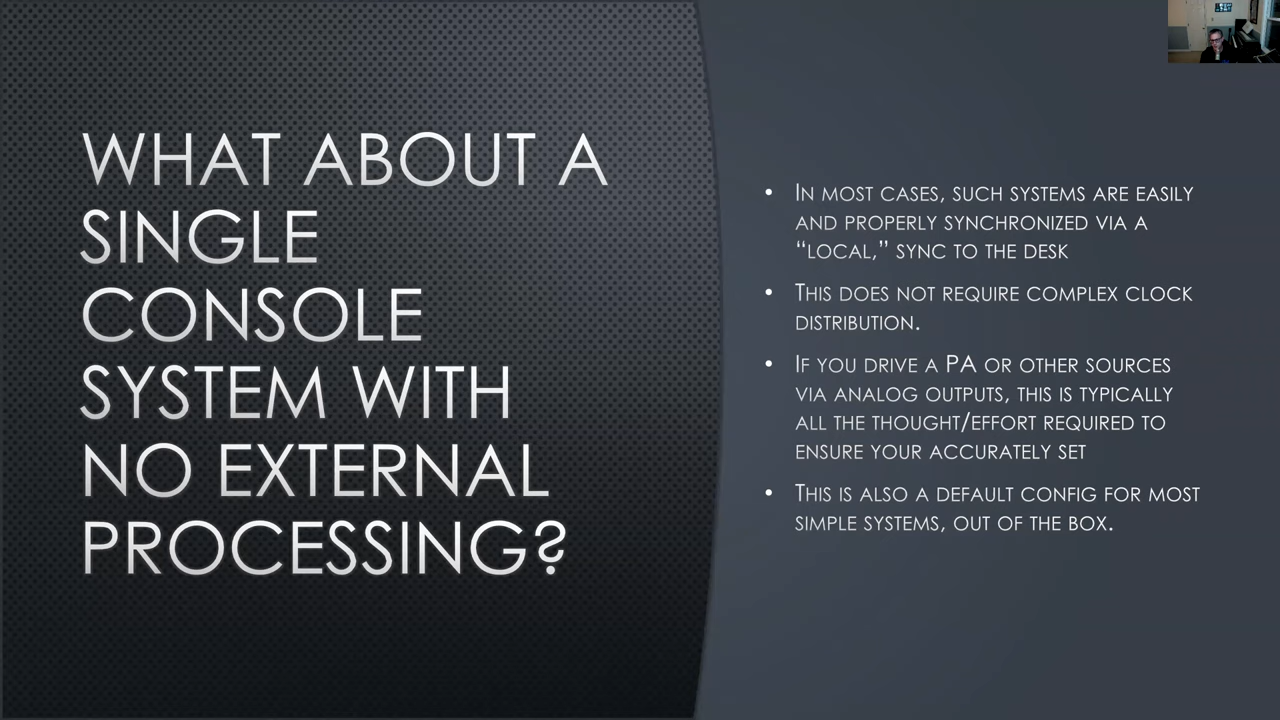 WHAT ABOUT A
SINGLE
CONSOLE
SYSTEM WITH
NO EXTERNAL
PROCESSING?
• IN MOST CASES, SUCH SYSTEMS ARE EASILY
AND PROPERLY SYNCHRONIZED VIA A
“LOCAL,” SYNC TO THE DESK
• THIS DOES NOT REQUIRE COMPLEX CLOCK
DISTRIBUTION.
• IF YOU DRIVE A PA OR OTHER SOURCES
VIA ANALOG OUTPUTS, THIS IS TYPICALLY
ALL THE THOUGHT/EFFORT REQUIRED TO
ENSURE YOUR ACCURATELY SET
• THIS IS ALSO A DEFAULT CONFIG FOR MOST
SIMPLE SYSTEMS, OUT OF THE BOX.